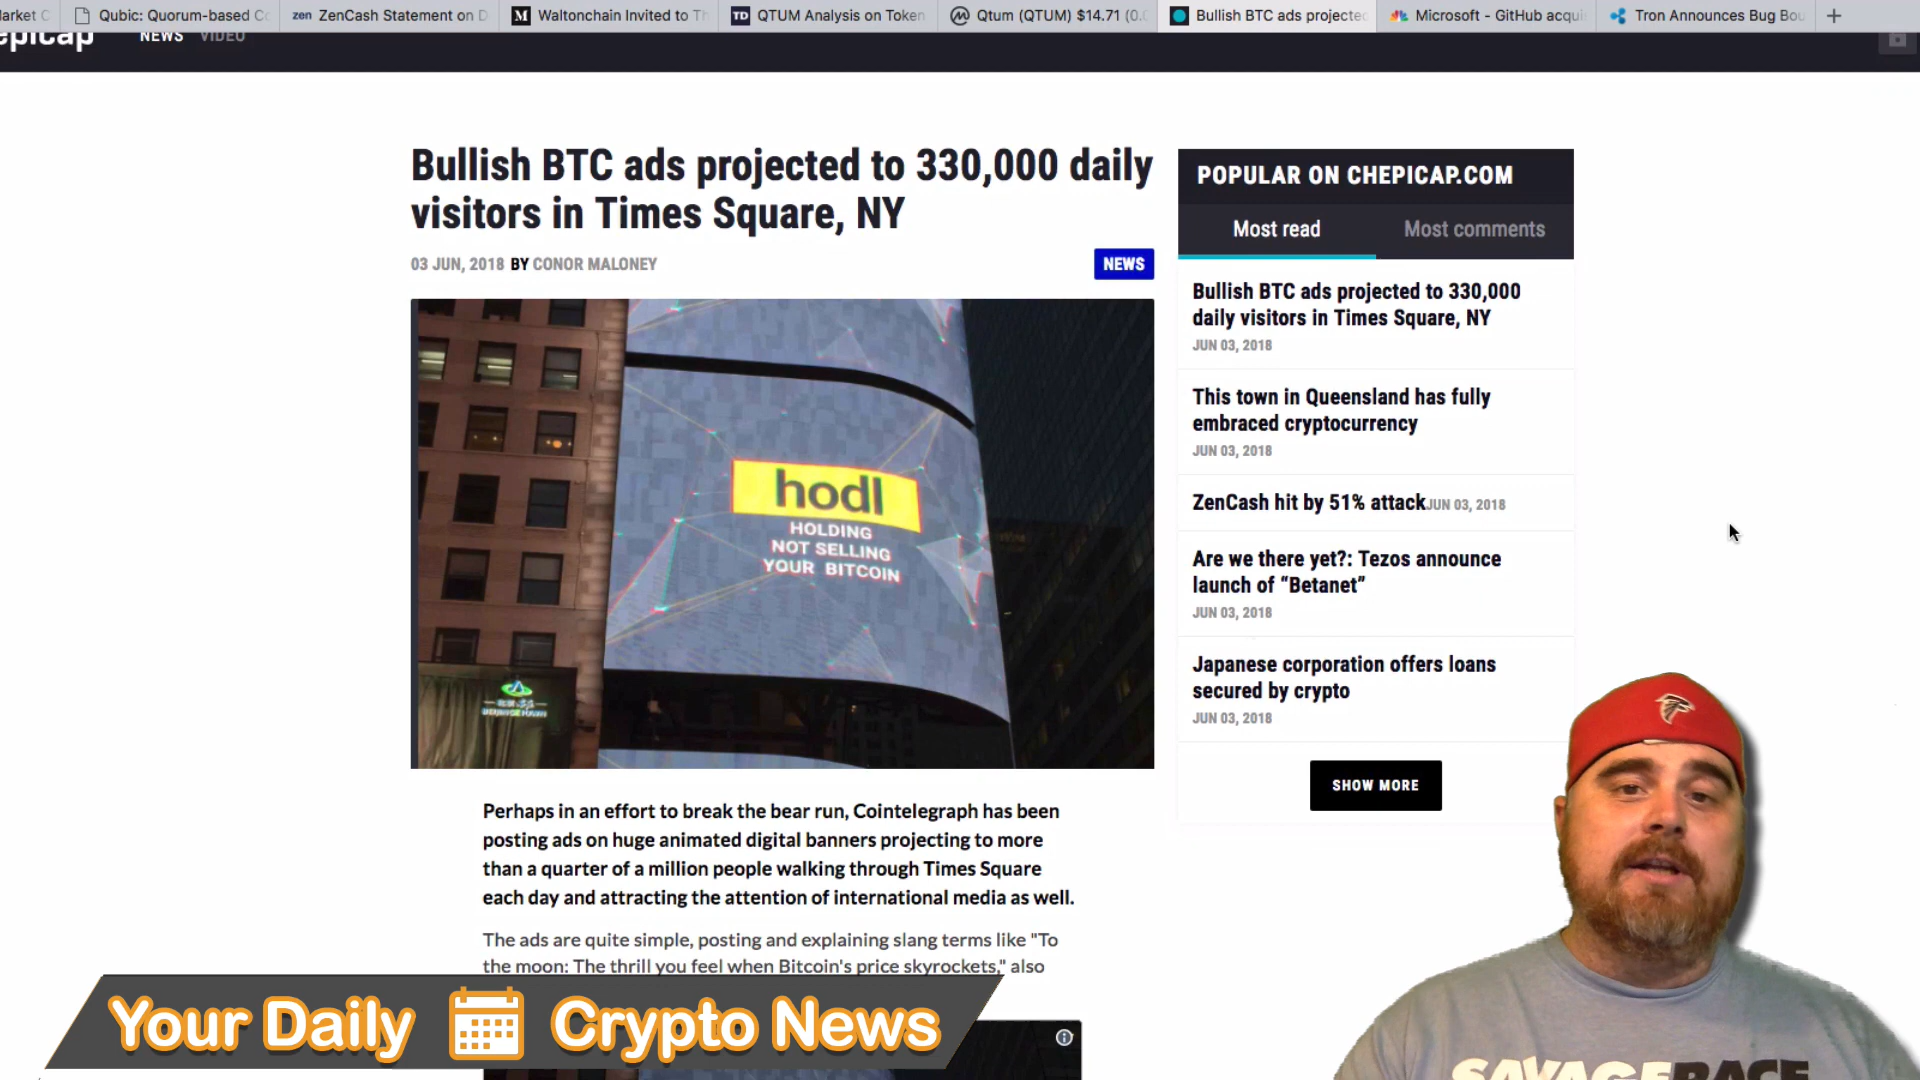 arket C
Qubic: Quorum-based Co
zen ZenCash Statement on D
M Waltonchain Invited to Th
TD QTUM Analysis on Token
Qtum (QTUM) $14.71 (0.
Bullish BTC ads projected
Microsoft - GitHub acqui
Tron Announces Bug Bou
epicap NEWS VIDEO
Bullish BTC ads projected to 330,000 daily
visitors in Times Square, NY
03 JUN, 2018 BY CONOR MALONEY
NEWS
hodl
HOLDING
NOT SELLING
YOUR BITCOIN
Perhaps in an effort to break the bear run, Cointelegraph has been
posting ads on huge animated digital banners projecting to more
than a quarter of a million people walking through Times Square
each day and attracting the attention of international media as well.
The ads are quite simple, posting and explaining slang terms like "To
the moon: The thrill you feel when Bitcoin's price skyrockets," also
POPULAR ON CHEPICAP.COM
Most read Most comments
Bullish BTC ads projected to 330,000
daily visitors in Times Square, NY
JUN 03, 2018
This town in Queensland has fully
embraced cryptocurrency
JUN 03, 2018
ZenCash hit by 51% attack JUN 03, 2018
Are we there yet?: Tezos announce
launch of “Betanet”
JUN 03, 2018
Japanese corporation offers loans
secured by crypto
JUN 03, 2018
SHOW MORE
Your Daily Crypto News
SAVAGERACE